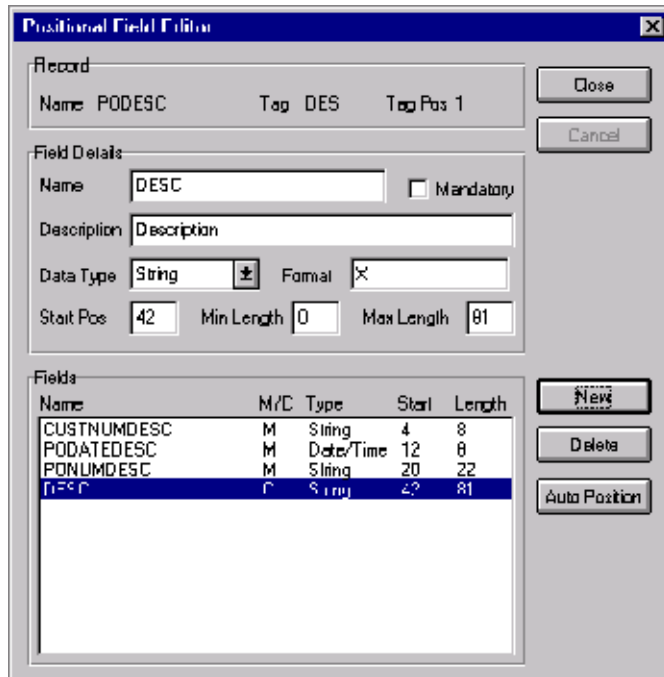 Positional Field Editor
Record
Name PODESC Tag DES Tag Pos 1
Close
Cancel
Field Details
Name DESC Mandatory
Description Description
Data Type String Format X
Start Pos 42 Min Length 0 Max Length 81
Fields
Name M/C Type Start Length
CUSTNUMDESC M String 4 8
PODATEDESC M Date/Time 12 8
PONUMDESC M String 20 22
DESC C String 42 81
New
Delete
Auto Position